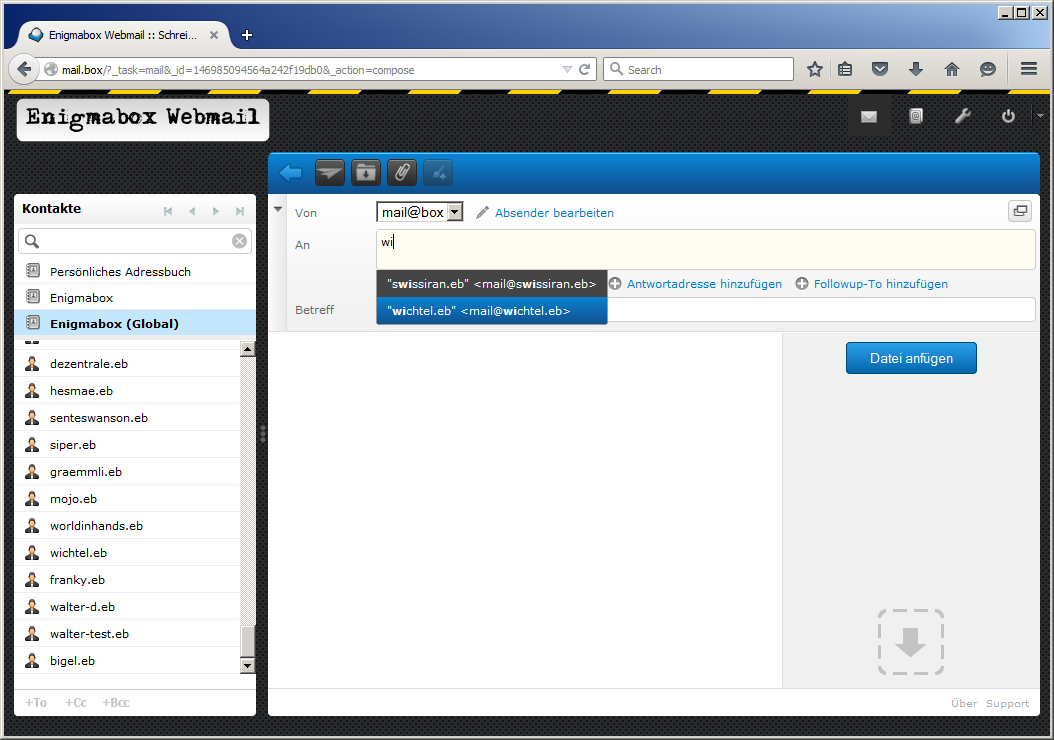 Enigmabox Webmail :: Schrei...
mail.box/?_task=mail&_id=146985094564a242f19db0&_action=compose
Search
Enigmabox Webmail
Kontakte
Persönliches Adressbuch
Enigmabox
Enigmabox (Global)
dezentrale.eb
hesmae.eb
senteswanson.eb
siper.eb
graemmli.eb
mojo.eb
worldinhands.eb
wichtel.eb
franky.eb
walter-d.eb
walter-test.eb
bigel.eb
+To +Cc +Bcc
Von mail@box Absender bearbeiten
An wi
"swissiran.eb" <mail@swissiran.eb>
"wichtel.eb" <mail@wichtel.eb>
Antwortadresse hinzufügen Followup-To hinzufügen
Betreff
Datei anfügen
Über Support